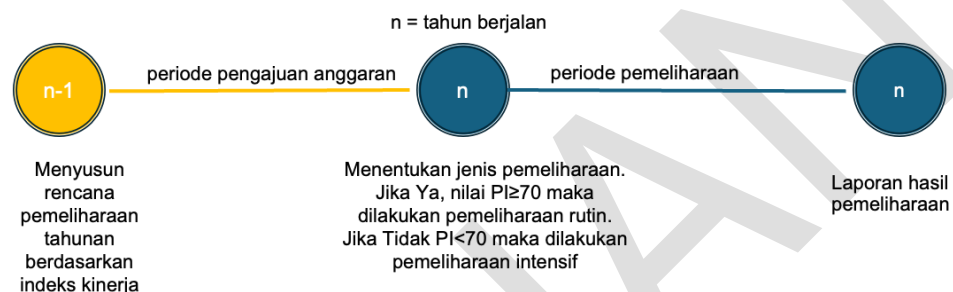 n = tahun berjalan
n-1
periode pengajuan anggaran
n
periode pemeliharaan
n
Menyusun
rencana
pemeliharaan
tahunan
berdasarkan
indeks kinerja
Menentukan jenis pemeliharaan.
Jika Ya, nilai PI≥70 maka
dilakukan pemeliharaan rutin.
Jika Tidak PI<70 maka dilakukan
pemeliharaan intensif
Laporan hasil
pemeliharaan